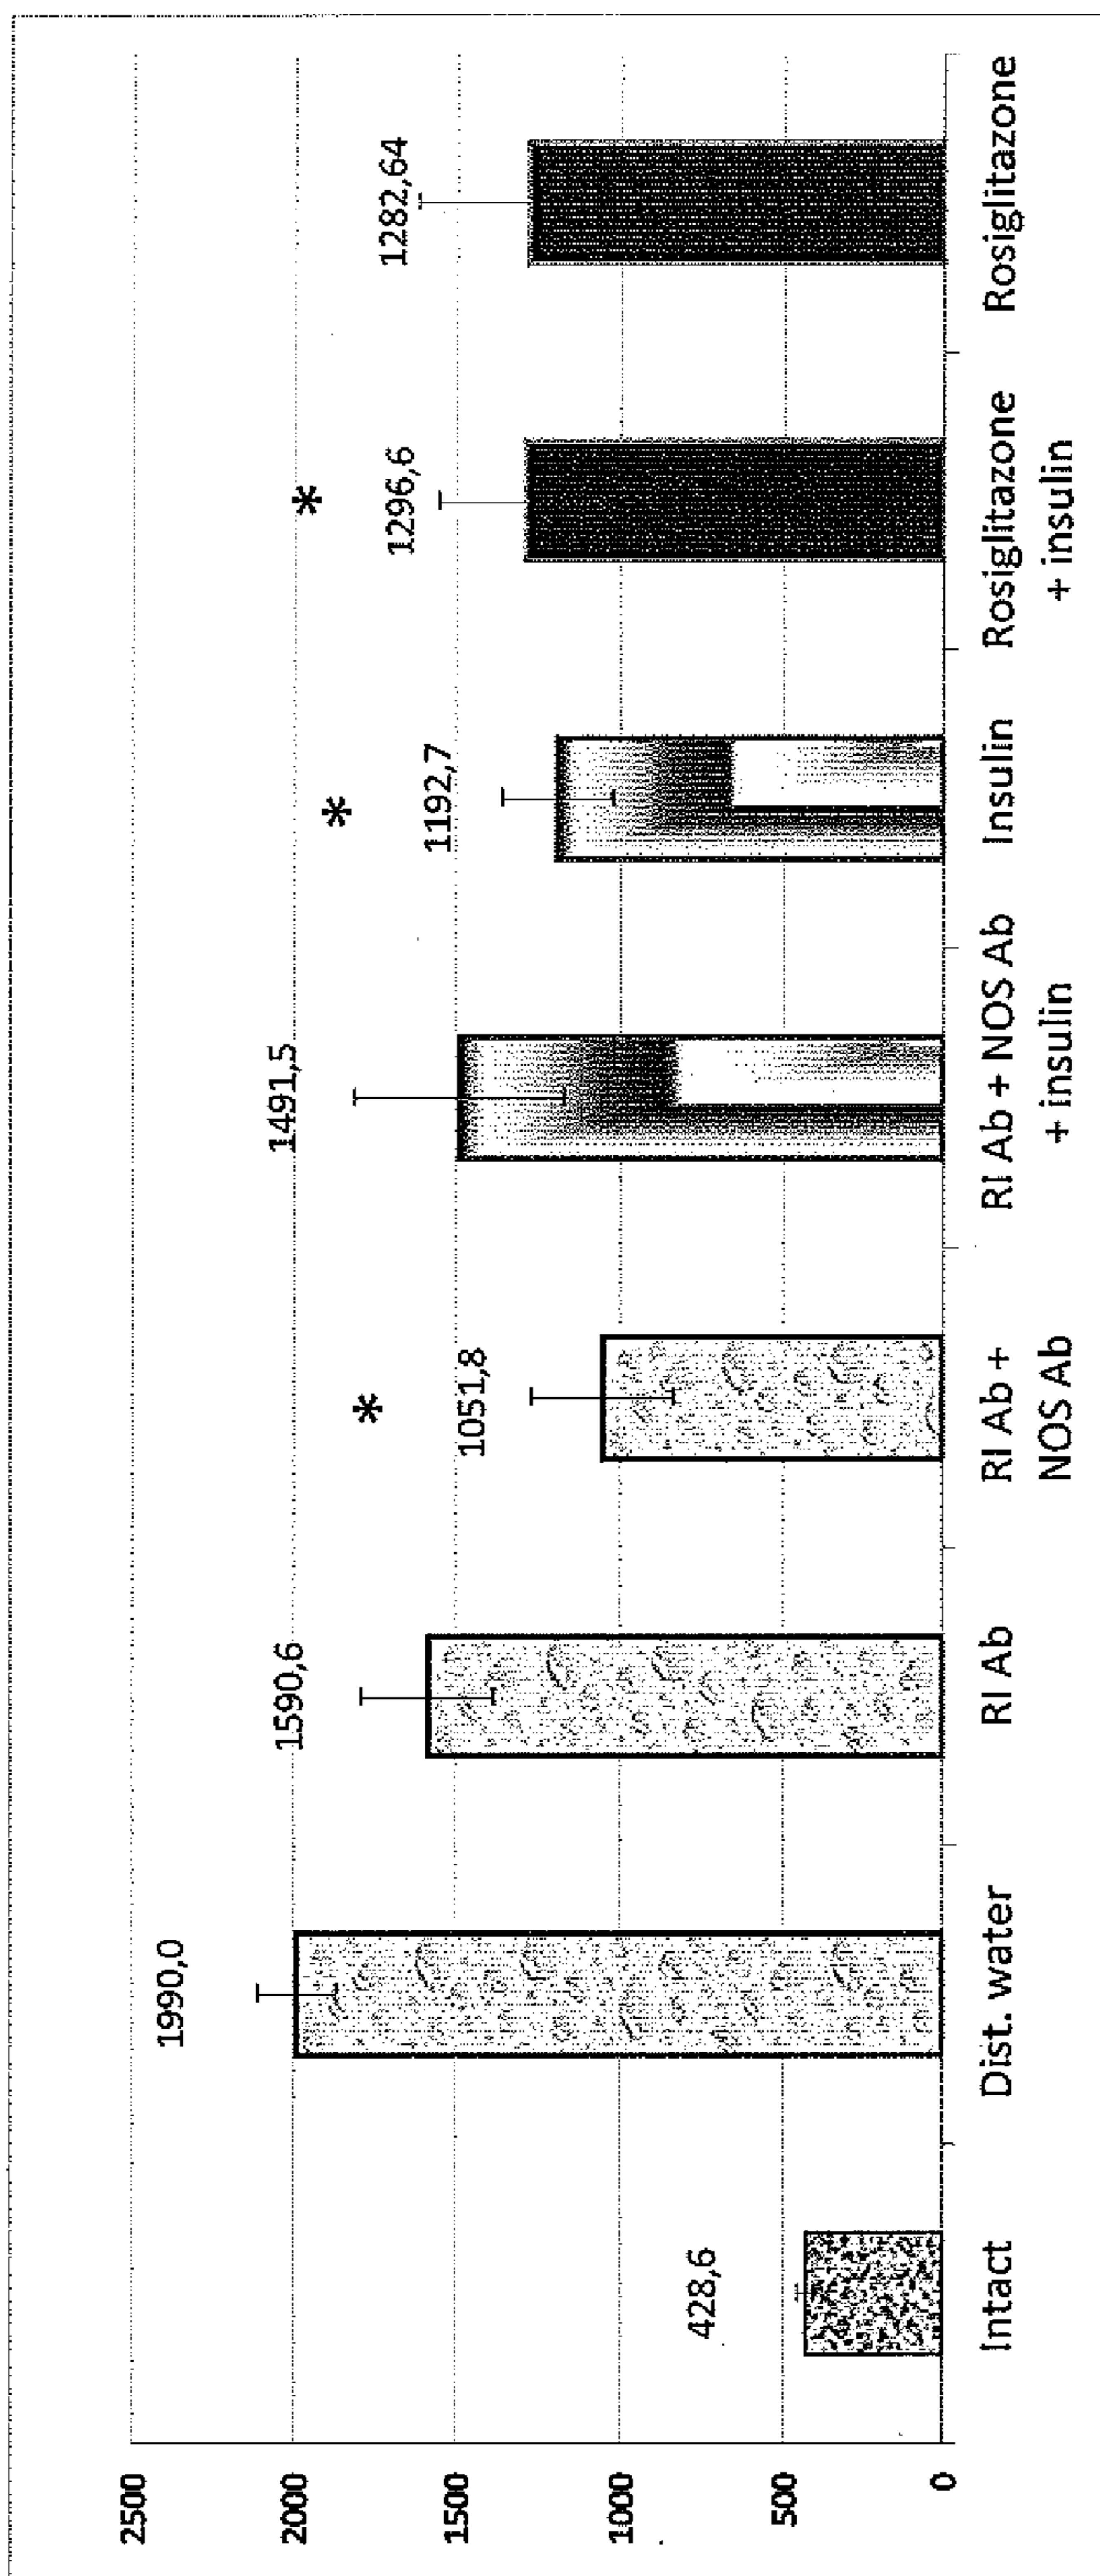 2500
2000
1500
1000
500
0
428,6
1990,0
1590,6
1051,8
*
1491,5
1192,7
*
1296,6
*
1282,64
Intact
Dist. water
RI Ab
RI Ab +
NOS Ab
RI Ab + NOS Ab
+ insulin
Insulin
Rosiglitazone
+ insulin
Rosiglitazone